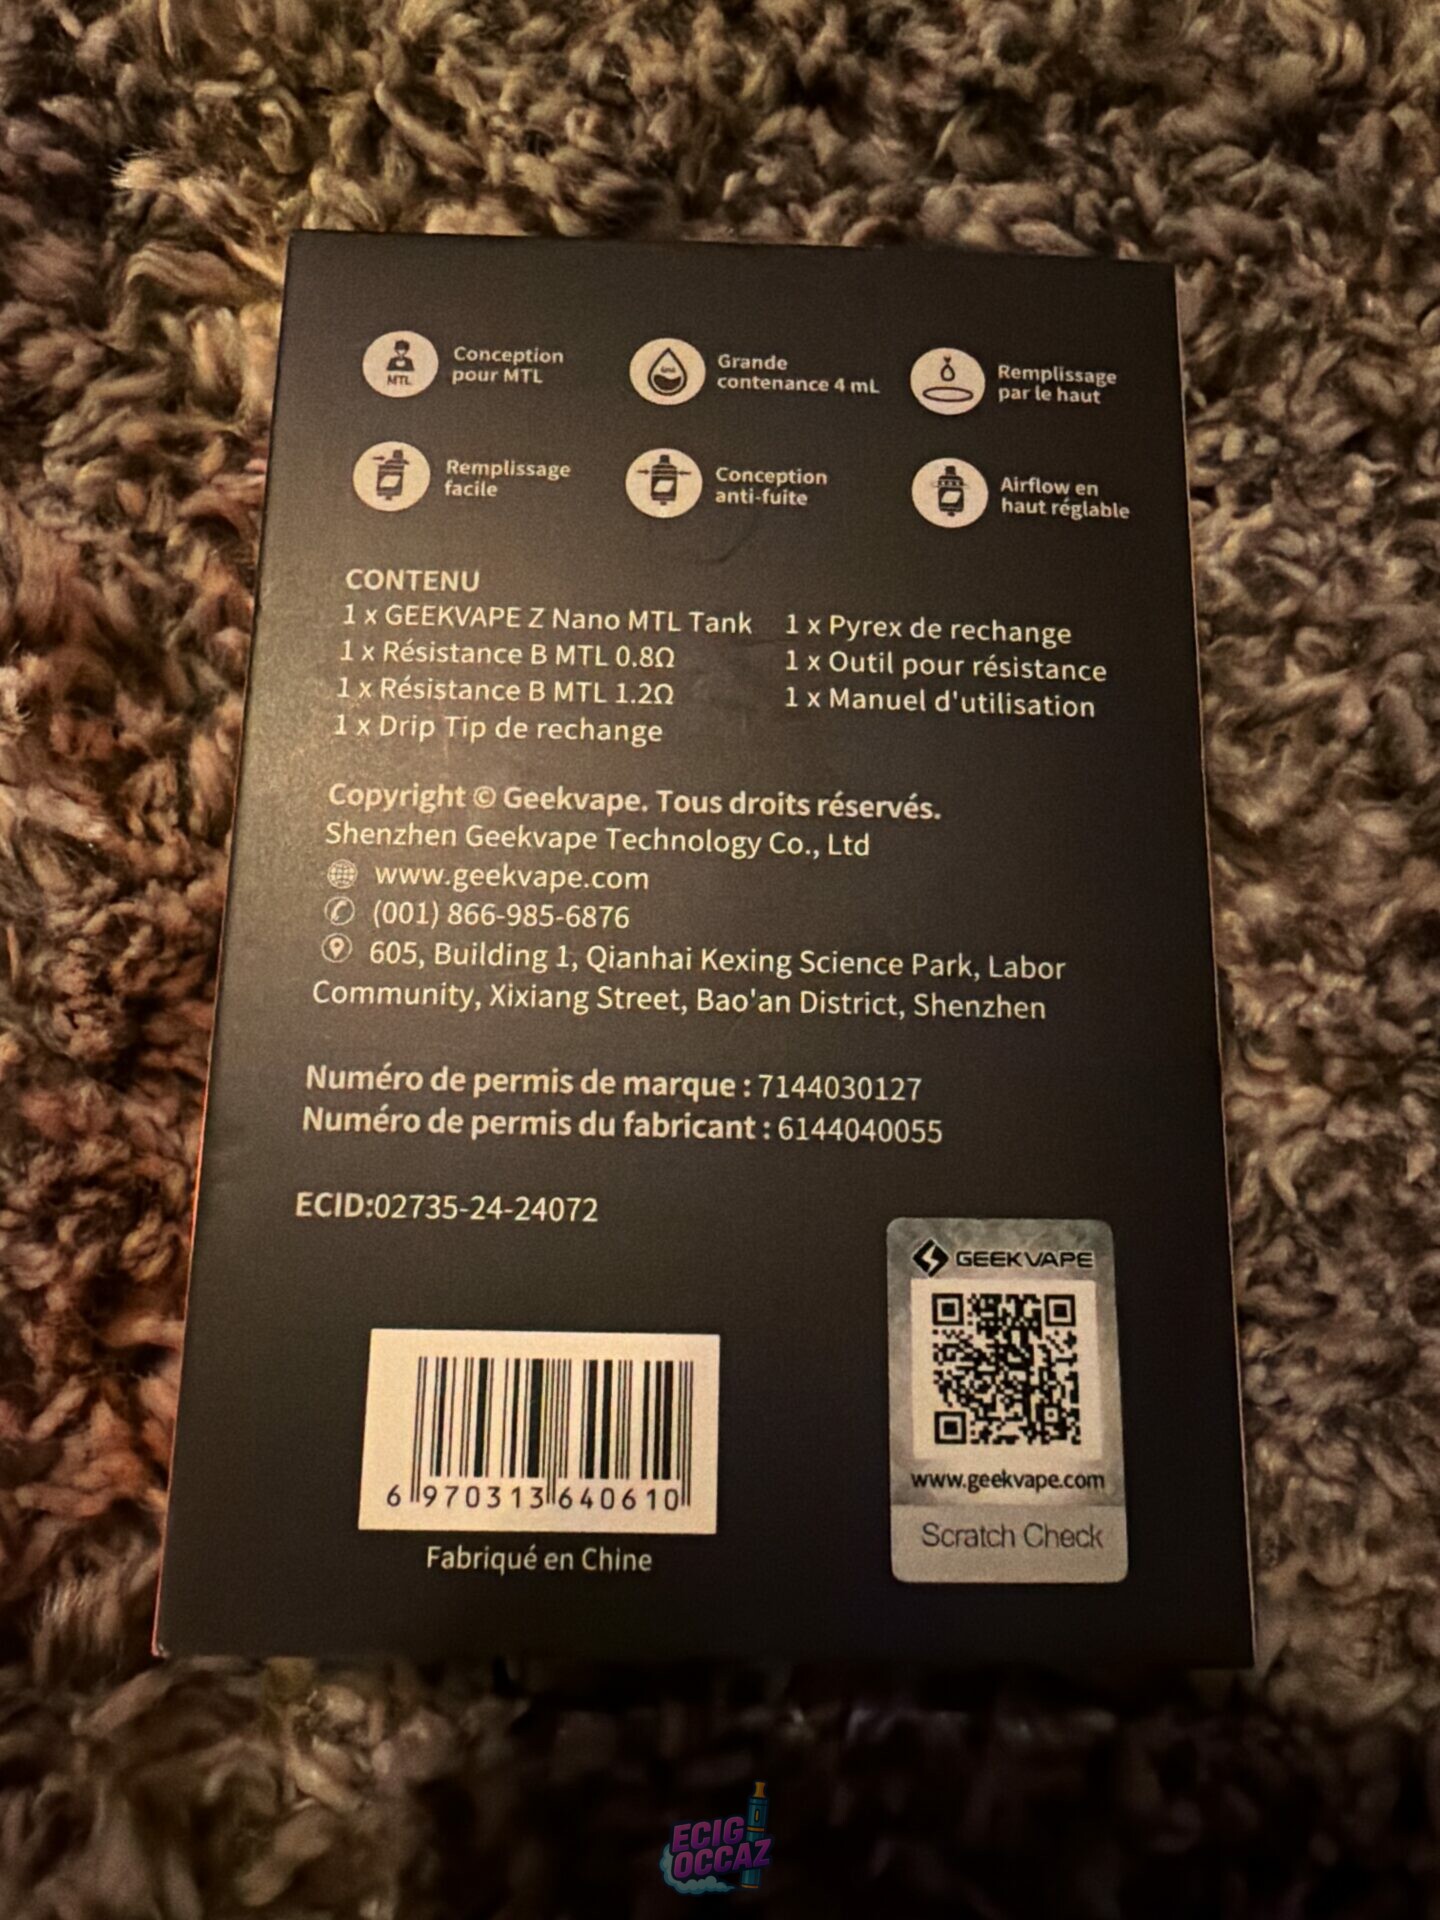 MTL
Conception
pour MTL
Grande
contenance 4 mL
Remplissage
par le haut
Remplissage
facile
Conception
anti-fuite
Airflow en
haut réglable
CONTENU
1 x GEEKVAPE Z Nano MTL Tank
1 x Résistance B MTL 0.8Ω
1 x Résistance B MTL 1.2Ω
1 x Drip Tip de rechange
1 x Pyrex de rechange
1 x Outil pour résistance
1 x Manuel d'utilisation
Copyright © Geekvape. Tous droits réservés.
Shenzhen Geekvape Technology Co., Ltd
www.geekvape.com
(001) 866-985-6876
605, Building 1, Qianhai Kexing Science Park, Labor
Community, Xixiang Street, Bao'an District, Shenzhen
Numéro de permis de marque : 7144030127
Numéro de permis du fabricant : 6144040055
ECID:02735-24-24072
6 970313 640610
Fabriqué en Chine
GEEKVAPE
www.geekvape.com
Scratch Check
ECIG
OCCAZ